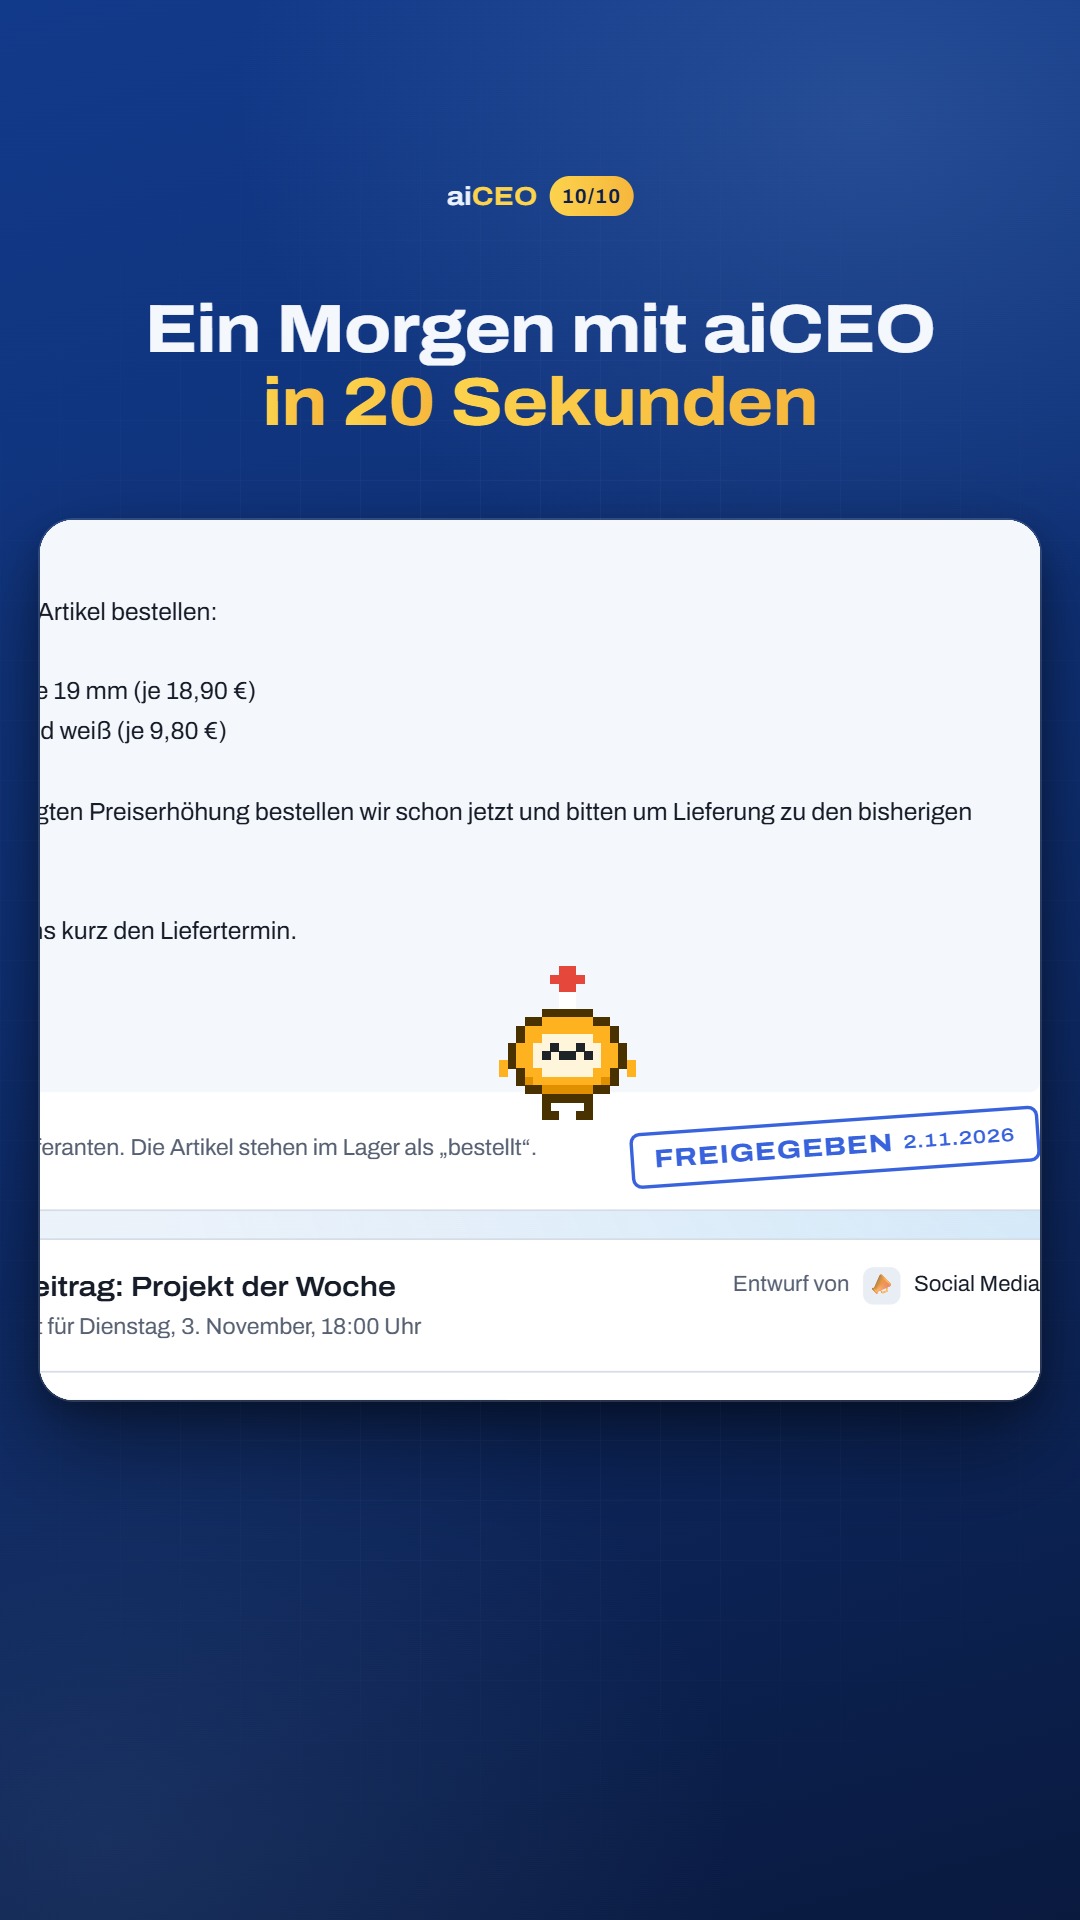 aiCEO 10/10
Ein Morgen mit aiCEO
in 20 Sekunden
Artikel bestellen:
e 19 mm (je 18,90 €)
d weiß (je 9,80 €)
gten Preiserhöhung bestellen wir schon jetzt und bitten um Lieferung zu den bisherigen
ns kurz den Liefertermin.
feranten. Die Artikel stehen im Lager als „bestellt“.
FREIGEGEBEN 2.11.2026
eitrag: Projekt der Woche
Entwurf von Social Media
t für Dienstag, 3. November, 18:00 Uhr